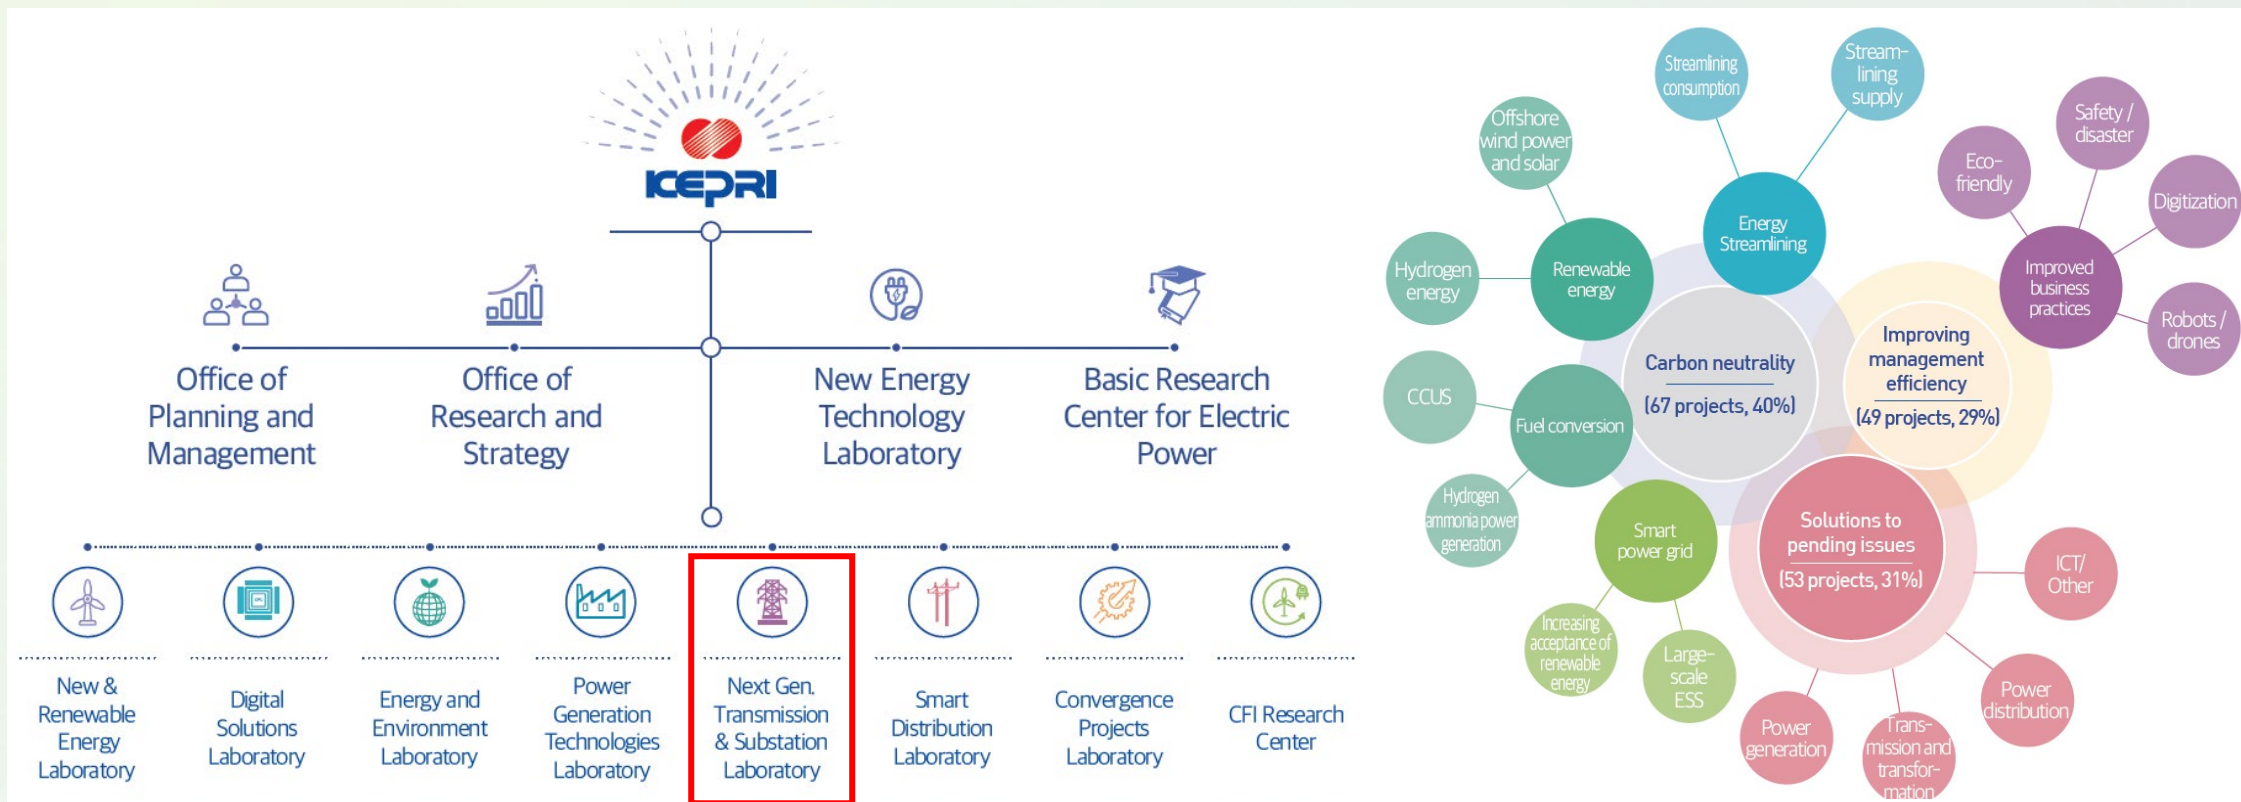 KEPRI
Office of
Planning and
Management
Office of
Research and
Strategy
New Energy
Technology
Laboratory
Basic Research
Center for Electric
Power
New &
Renewable
Energy
Laboratory
Digital
Solutions
Laboratory
Energy and
Environment
Laboratory
Power
Generation
Technologies
Laboratory
Next Gen.
Transmission
& Substation
Laboratory
Smart
Distribution
Laboratory
Convergence
Projects
Laboratory
CFI Research
Center
Streamlining
consumption
Stream-
lining
supply
Offshore
wind power
and solar
Safety /
disaster
Eco-
friendly
Digitization
Energy
Streamlining
Hydrogen
energy
Renewable
energy
Improved
business
practices
Robots /
drones
Carbon neutrality
(67 projects, 40%)
Improving
management
efficiency
(49 projects, 29%)
CCUS
Fuel conversion
Hydrogen
ammonia power
generation
Smart
power grid
Solutions to
pending issues
(53 projects, 31%)
ICT/
Other
Increasing
acceptance of
renewable
energy
Large-
scale
ESS
Power
generation
Trans-
mission and
transfor-
mation
Power
distribution